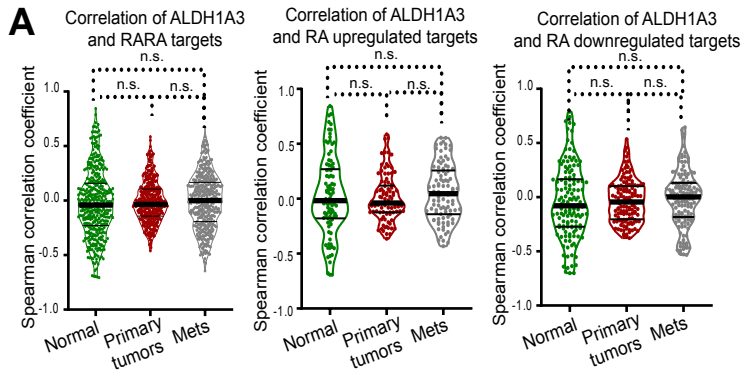 A
Correlation of ALDH1A3
and RARA targets
n.s.
n.s.
n.s.
Spearman correlation coefficient
1.0
0.5
0.0
-0.5
-1.0
Normal
Primary
tumors
Mets
Correlation of ALDH1A3
and RA upregulated targets
n.s.
n.s.
n.s.
Spearman correlation coefficient
1.0
0.5
0.0
-0.5
-1.0
Normal
Primary
tumors
Mets
Correlation of ALDH1A3
and RA downregulated targets
n.s.
n.s.
n.s.
Spearman correlation coefficient
1.0
0.5
0.0
-0.5
-1.0
Normal
Primary
tumors
Mets